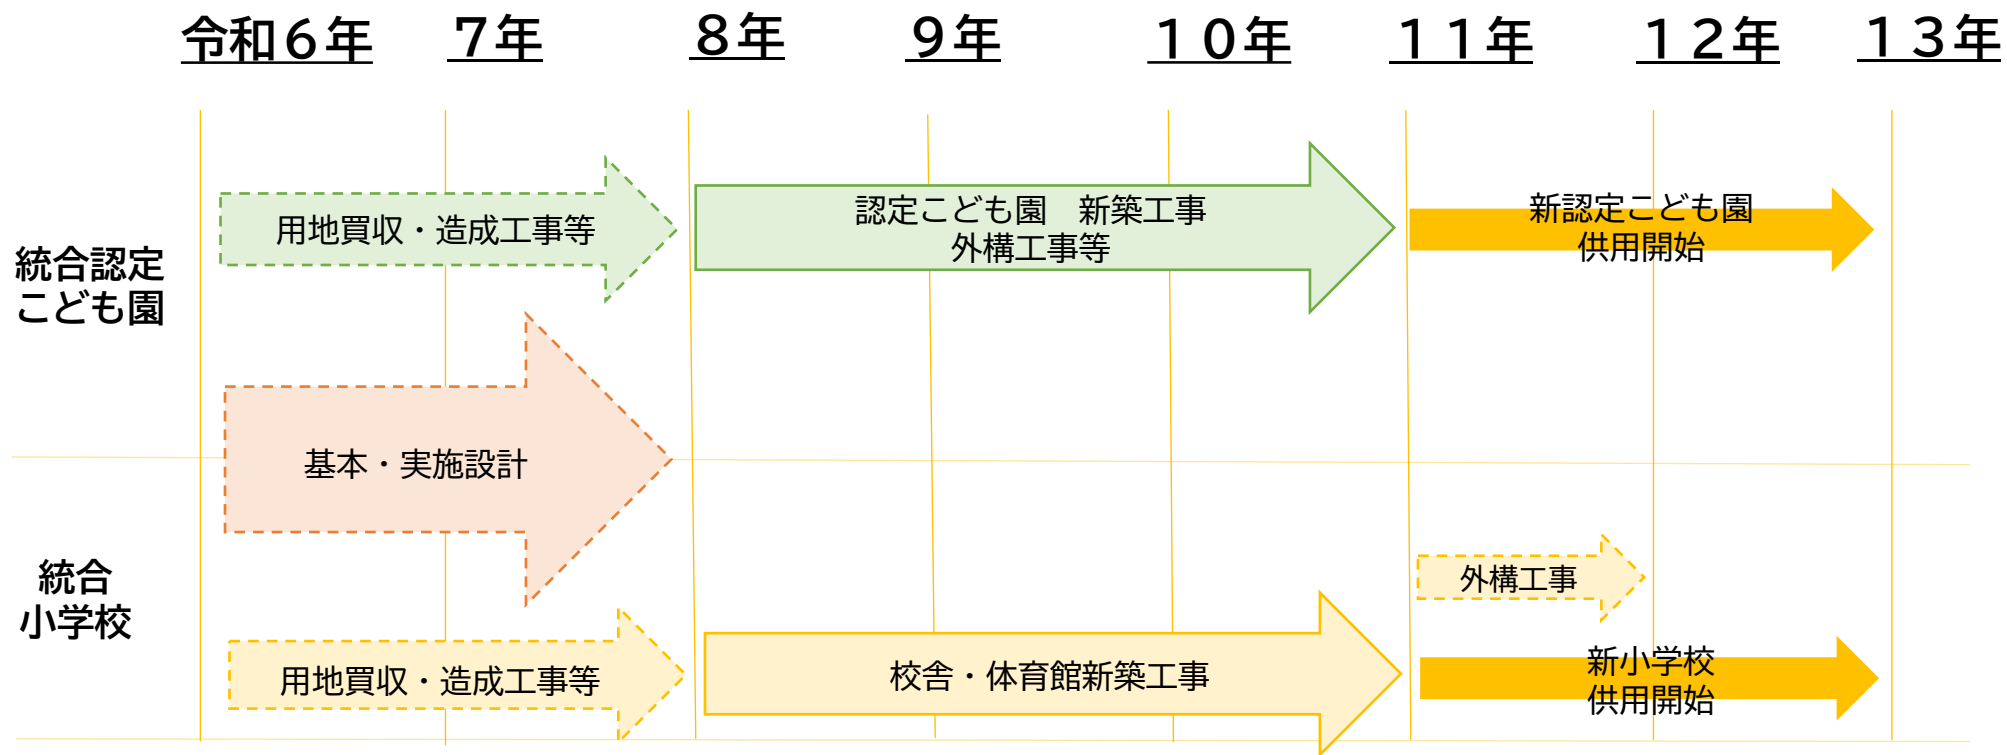 令和６年　７年　８年　９年　１０年　１１年　１２年　１３年
統合認定
こども園
用地買収・造成工事等
認定こども園　新築工事
外構工事等
新認定こども園
供用開始
基本・実施設計
統合
小学校
外構工事
用地買収・造成工事等
校舎・体育館新築工事
新小学校
供用開始